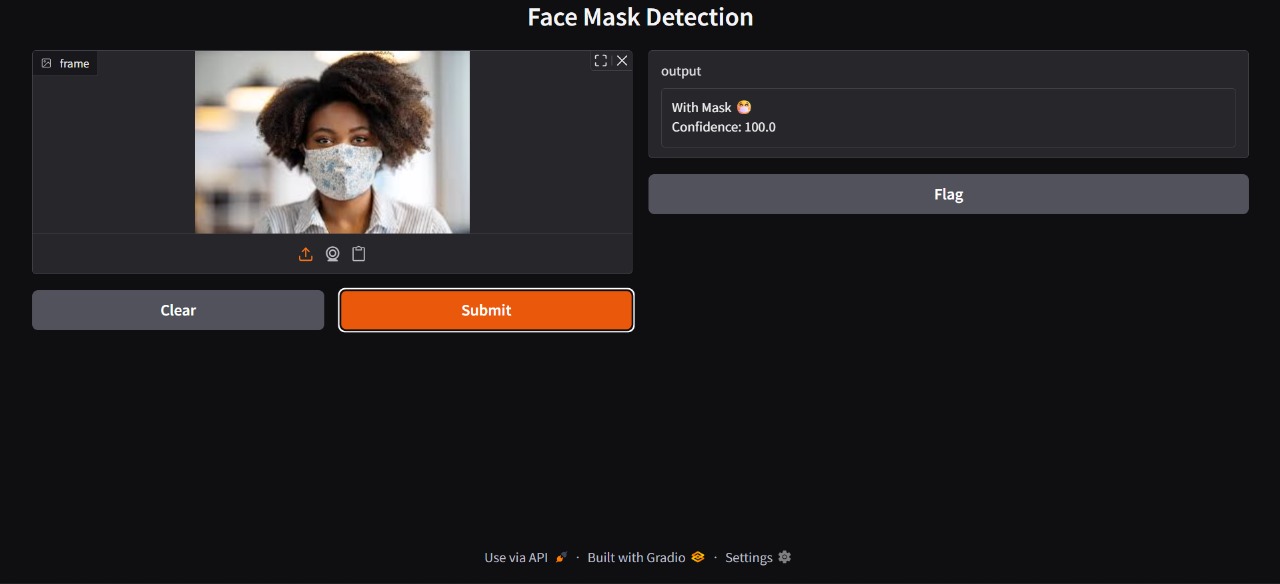 Face Mask Detection
frame
output
With Mask 😷
Confidence: 100.0
Flag
Clear
Submit
Use via API 🚀 · Built with Gradio · Settings ⚙️